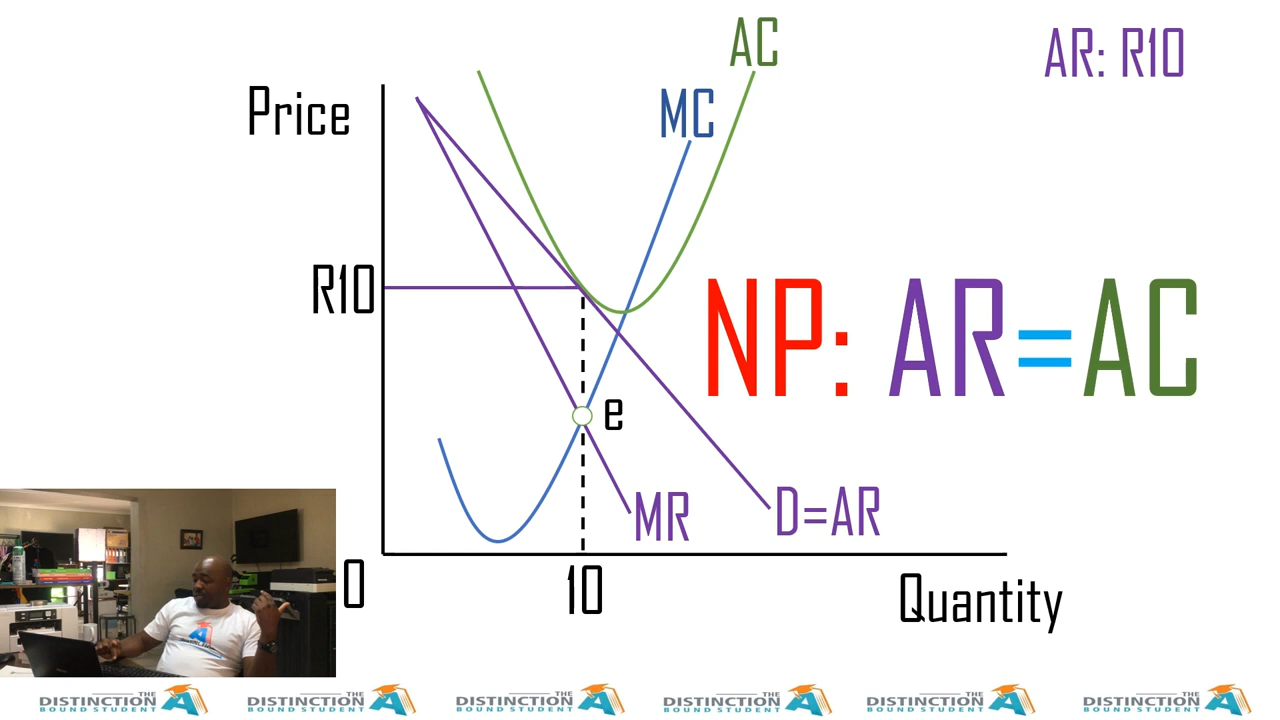 AC
AR: R10
MC
Price
R10
NP: AR=AC
e
MR
D=AR
0
10
Quantity
THE
DISTINCTION
BOUND STUDENT
THE
DISTINCTION
BOUND STUDENT
THE
DISTINCTION
BOUND STUDENT
THE
DISTINCTION
BOUND STUDENT
THE
DISTINCTION
BOUND STUDENT
THE
DISTINCTION
BOUND STUDENT